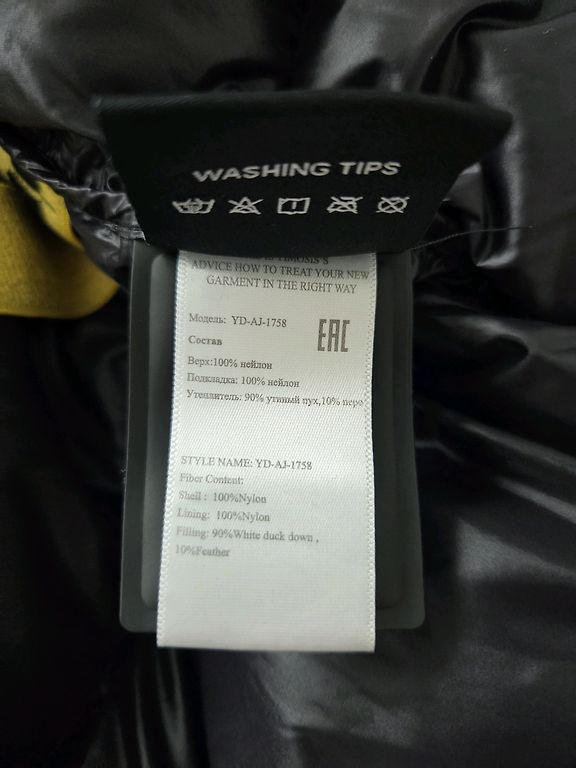 WASHING TIPS
ADVICE HOW TO TREAT YOUR NEW
GARMENT IN THE RIGHT WAY
Модель: YD-AJ-1758
EAC
Состав
Верх:100% нейлон
Подкладка: 100% нейлон
Утеплитель: 90% утиный пух,10% перо
STYLE NAME: YD-AJ-1758
Fiber Content:
Shell : 100%Nylon
Lining: 100%Nylon
Filling: 90%White duck down ,
10%Feather